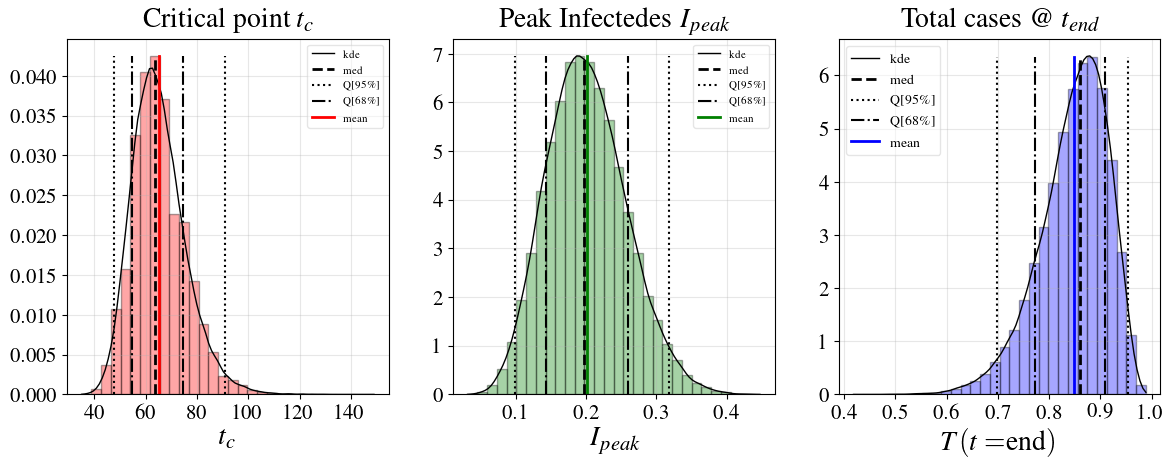 Critical point t_c
0.040
0.035
0.030
0.025
0.020
0.015
0.010
0.005
0.000
40 60 80 100 120 140
t_c
kde
med
Q[95%]
Q[68%]
mean
Peak Infectedes I_peak
7
6
5
4
3
2
1
0
0.1 0.2 0.3 0.4
I_peak
kde
med
Q[95%]
Q[68%]
mean
Total cases @ t_end
6
5
4
3
2
1
0
0.4 0.5 0.6 0.7 0.8 0.9 1.0
T(t =end)
kde
med
Q[95%]
Q[68%]
mean